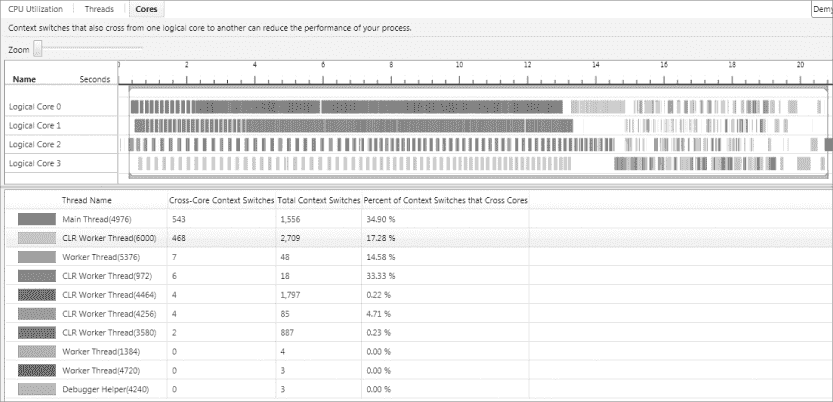 CPU Utilization Threads Cores
Context switches that also cross from one logical core to another can reduce the performance of your process.
Zoom
Name Seconds 0 2 4 6 8 10 12 14 16 18 20
Logical Core 0
Logical Core 1
Logical Core 2
Logical Core 3
Thread Name Cross-Core Context Switches Total Context Switches Percent of Context Switches that Cross Cores
Main Thread(4976) 543 1,556 34.90 %
CLR Worker Thread(6000) 468 2,709 17.28 %
Worker Thread(5376) 7 48 14.58 %
CLR Worker Thread(972) 6 18 33.33 %
CLR Worker Thread(4464) 4 1,797 0.22 %
CLR Worker Thread(4256) 4 85 4.71 %
CLR Worker Thread(3580) 2 887 0.23 %
Worker Thread(1384) 0 4 0.00 %
Worker Thread(4720) 0 3 0.00 %
Debugger Helper(4240) 0 3 0.00 %